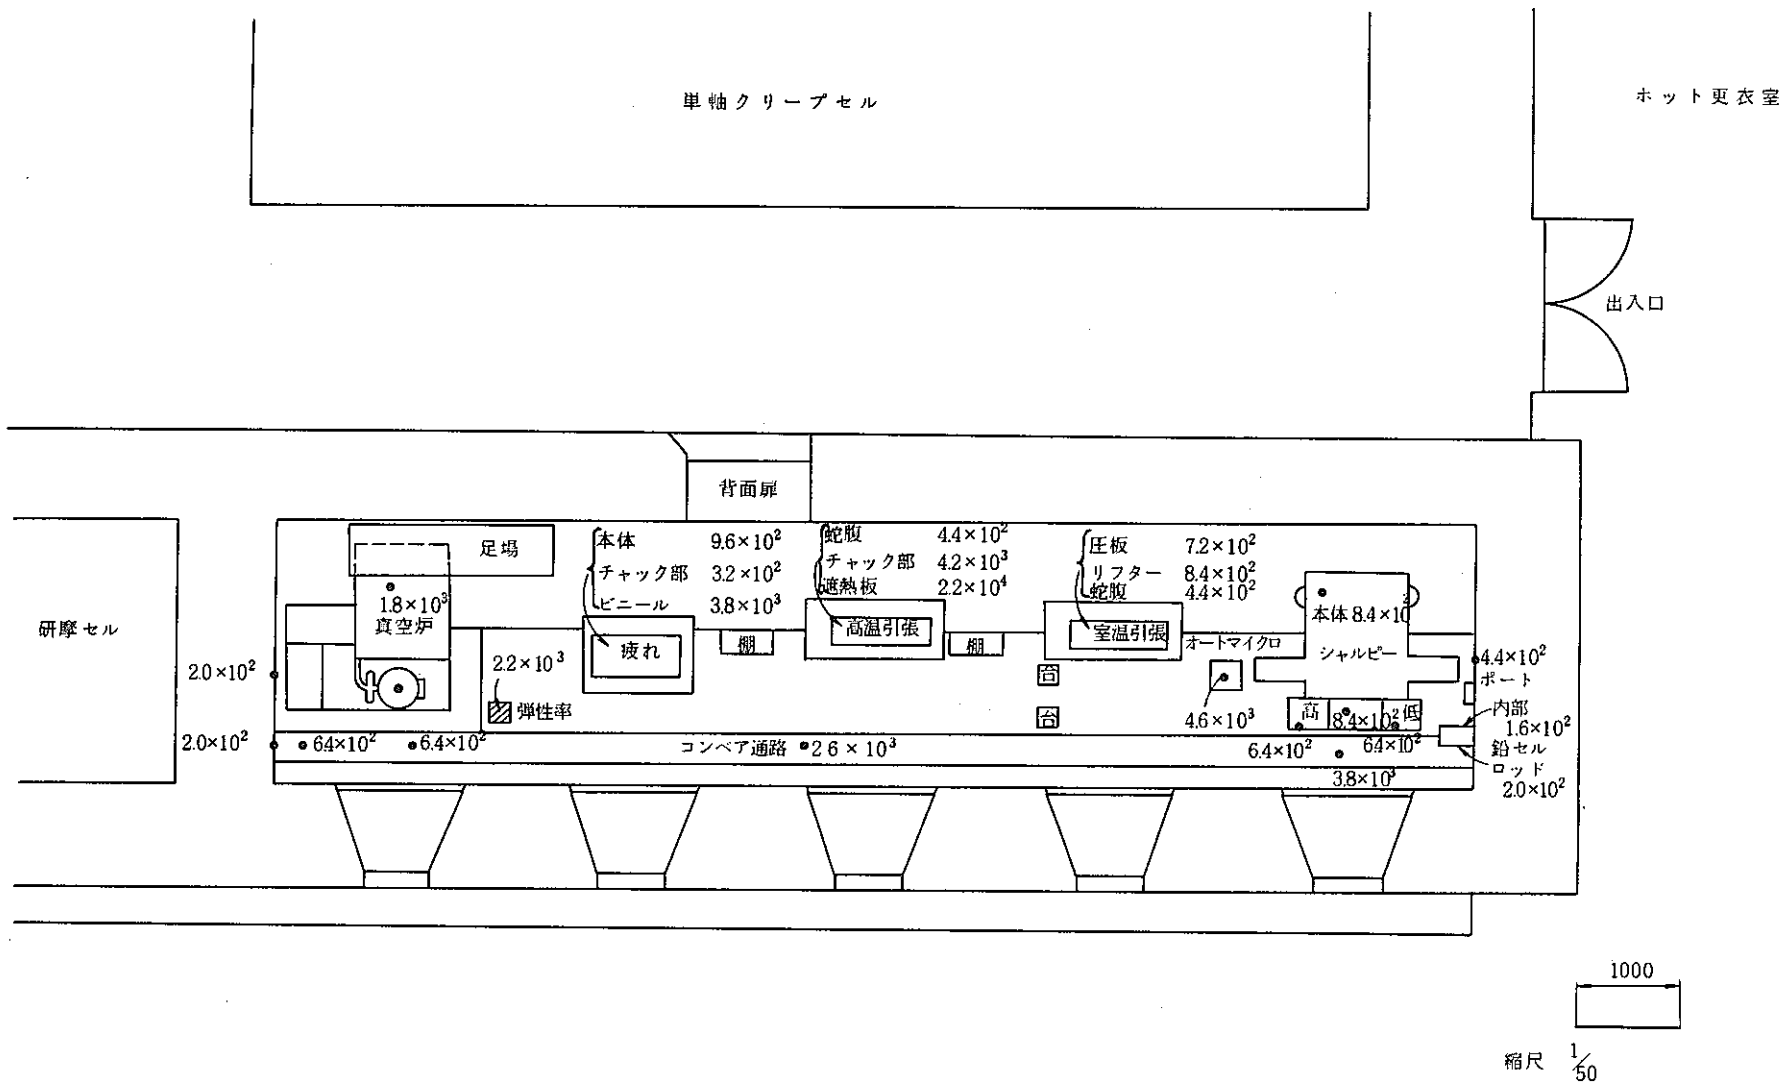 単軸クリープセル
ホット更衣室
出入口
背面扉
足場
本体 9.6×10²
チャック部 3.2×10²
ビニール 3.8×10³
蛇腹 4.4×10²
チャック部 4.2×10³
遮熱板 2.2×10⁴
圧板 7.2×10²
リフター 8.4×10²
蛇腹 4.4×10²
1.8×10³
真空炉
研摩セル
疲れ
棚
高温引張
棚
室温引張
オートマイクロ
本体 8.4×10²
シャルピー
2.0×10²
2.2×10³
弾性率
台
台
4.6×10³
高
8.4×10²
低
4.4×10²
ポート
内部
1.6×10²
鉛セル
ロッド
2.0×10²
2.0×10²
6.4×10²
6.4×10²
コンベア通路
2.6×10³
6.4×10²
6.4×10²
3.8×10³
1000
縮尺 1/50